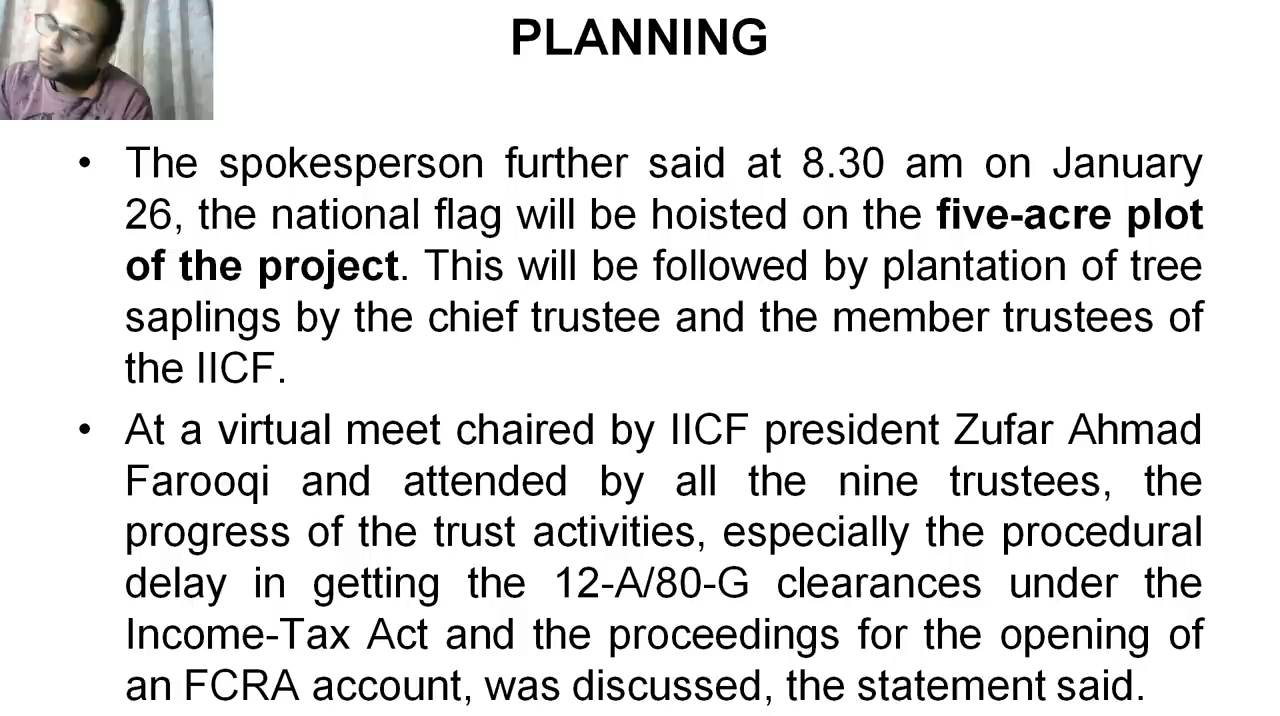 PLANNING
• The spokesperson further said at 8.30 am on January
26, the national flag will be hoisted on the five-acre plot
of the project. This will be followed by plantation of tree
saplings by the chief trustee and the member trustees of
the IICF.
• At a virtual meet chaired by IICF president Zufar Ahmad
Farooqi and attended by all the nine trustees, the
progress of the trust activities, especially the procedural
delay in getting the 12-A/80-G clearances under the
Income-Tax Act and the proceedings for the opening of
an FCRA account, was discussed, the statement said.